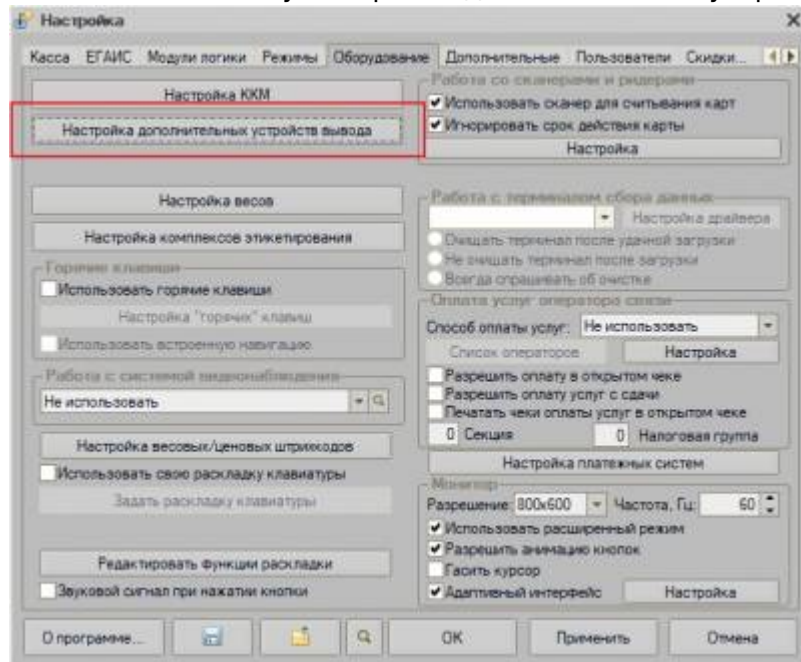 Настройка
Касса ЕГАИС Модули логики Режимы Оборудование Дополнительные Пользователи Скидки...
Настройка ККМ
Настройка дополнительных устройств вывода
Настройка весов
Настройка комплексов этикетирования
Горячие клавиши
Использовать горячие клавиши
Настройка "горячих" клавиш
Использовать встроенную навигацию
Работа с системой видеонаблюдения
Не использовать
Настройка весовых/ценовых штрихкодов
Использовать свою раскладку клавиатуры
Задать раскладку клавиатуры
Редактировать функции раскладки
Звуковой сигнал при нажатии кнопки
Работа со сканерами и ридерами
Использовать сканер для считывания карт
Игнорировать срок действия карты
Настройка
Работа с терминалом сбора данных
Настройка драйвера
Очищать терминал после удачной загрузки
Не очищать терминал после загрузки
Всегда спрашивать об очистке
Оплата услуг оператора связи
Способ оплаты услуг: Не использовать
Список операторов Настройка
Разрешить оплату в открытом чеке
Разрешить оплату услуг с сдачи
Печатать чеки оплаты услуг в открытом чеке
0 Секция 0 Налоговая группа
Настройка платежных систем
Монитор
Разрешение: 800x600 Частота, Гц: 60
Использовать расширенный режим
Разрешить анимацию кнопок
Гасить курсор
Адаптивный интерфейс Настройка
О программе... ОК Применить Отмена